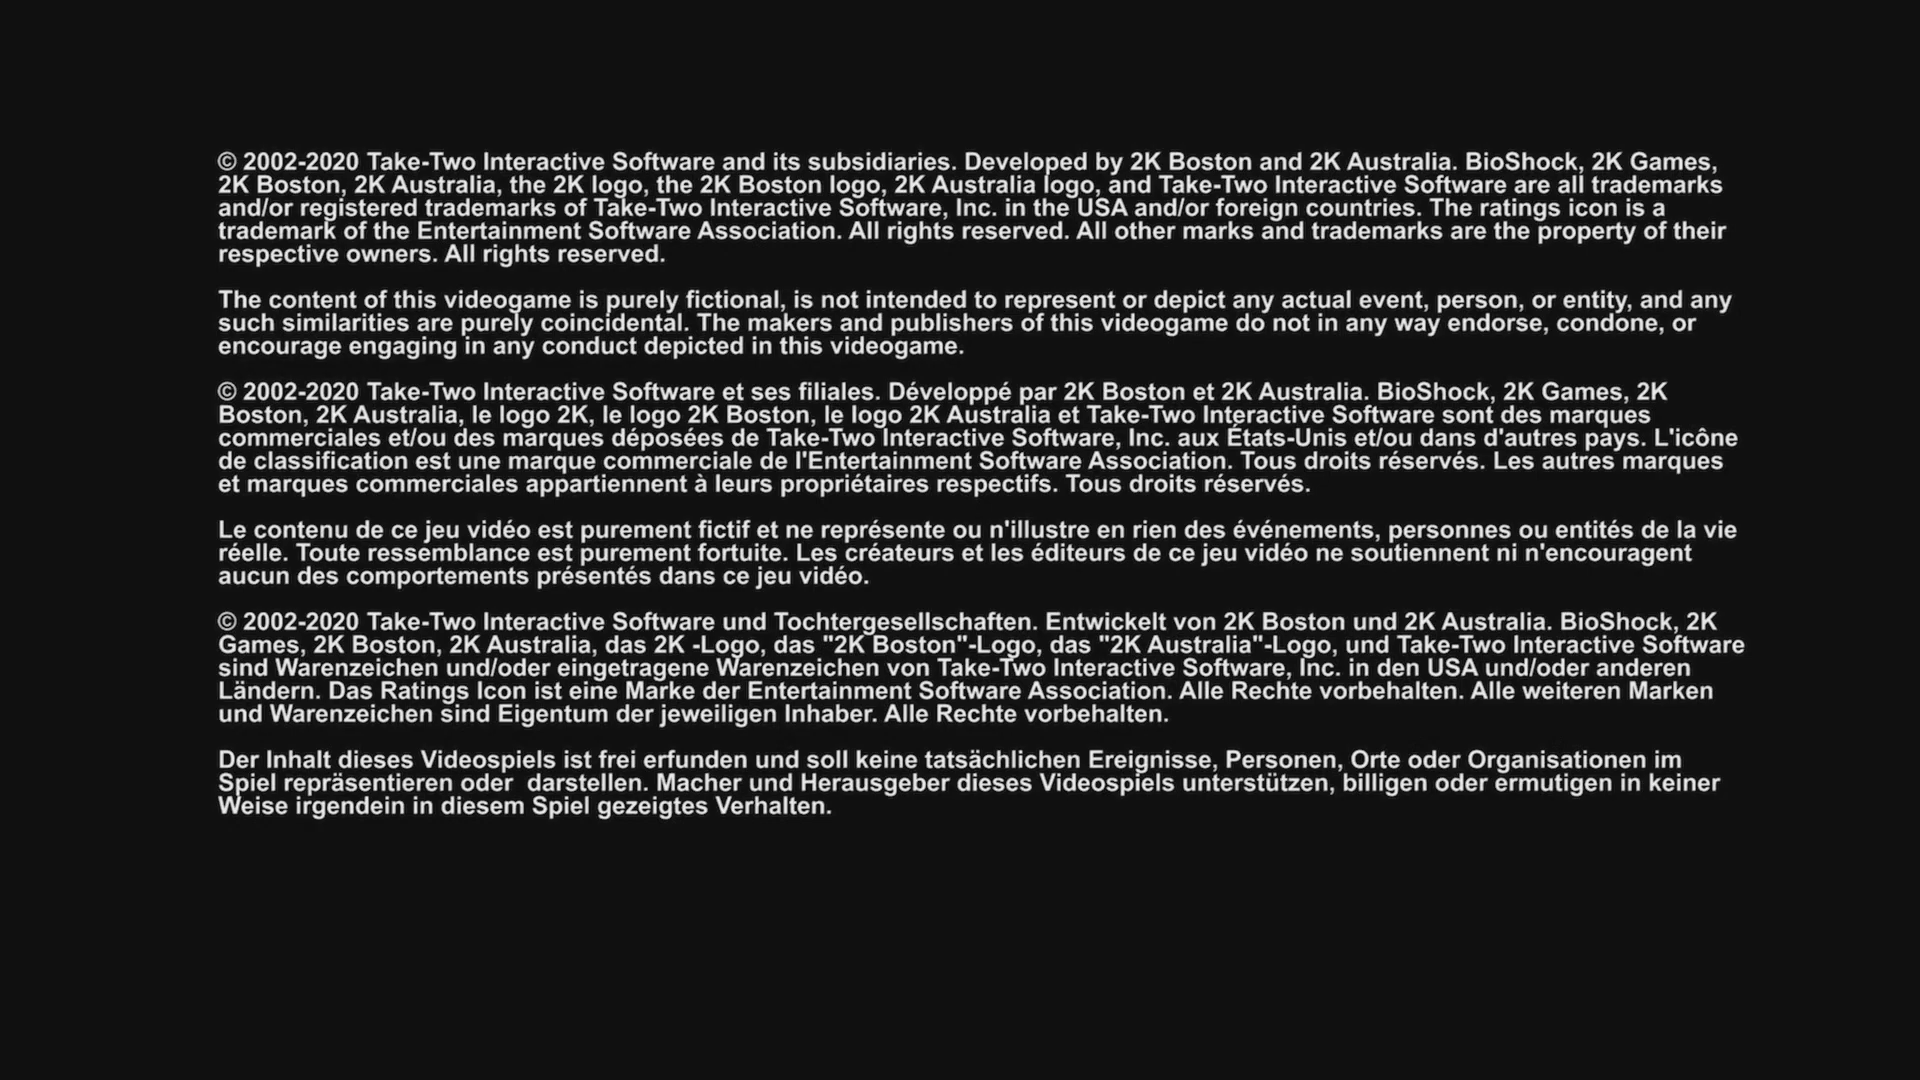 © 2002-2020 Take-Two Interactive Software and its subsidiaries. Developed by 2K Boston and 2K Australia. BioShock, 2K Games,
2K Boston, 2K Australia, the 2K logo, the 2K Boston logo, 2K Australia logo, and Take-Two Interactive Software are all trademarks
and/or registered trademarks of Take-Two Interactive Software, Inc. in the USA and/or foreign countries. The ratings icon is a
trademark of the Entertainment Software Association. All rights reserved. All other marks and trademarks are the property of their
respective owners. All rights reserved.
The content of this videogame is purely fictional, is not intended to represent or depict any actual event, person, or entity, and any
such similarities are purely coincidental. The makers and publishers of this videogame do not in any way endorse, condone, or
encourage engaging in any conduct depicted in this videogame.
© 2002-2020 Take-Two Interactive Software et ses filiales. Développé par 2K Boston et 2K Australia. BioShock, 2K Games, 2K
Boston, 2K Australia, le logo 2K, le logo 2K Boston, le logo 2K Australia et Take-Two Interactive Software sont des marques
commerciales et/ou des marques déposées de Take-Two Interactive Software, Inc. aux États-Unis et/ou dans d'autres pays. L'icône
de classification est une marque commerciale de l'Entertainment Software Association. Tous droits réservés. Les autres marques
et marques commerciales appartiennent à leurs propriétaires respectifs. Tous droits réservés.
Le contenu de ce jeu vidéo est purement fictif et ne représente ou n'illustre en rien des événements, personnes ou entités de la vie
réelle. Toute ressemblance est purement fortuite. Les créateurs et les éditeurs de ce jeu vidéo ne soutiennent ni n'encouragent
aucun des comportements présentés dans ce jeu vidéo.
© 2002-2020 Take-Two Interactive Software und Tochtergesellschaften. Entwickelt von 2K Boston und 2K Australia. BioShock, 2K
Games, 2K Boston, 2K Australia, das 2K -Logo, das "2K Boston"-Logo, das "2K Australia"-Logo, und Take-Two Interactive Software
sind Warenzeichen und/oder eingetragene Warenzeichen von Take-Two Interactive Software, Inc. in den USA und/oder anderen
Ländern. Das Ratings Icon ist eine Marke der Entertainment Software Association. Alle Rechte vorbehalten. Alle weiteren Marken
und Warenzeichen sind Eigentum der jeweiligen Inhaber. Alle Rechte vorbehalten.
Der Inhalt dieses Videospiels ist frei erfunden und soll keine tatsächlichen Ereignisse, Personen, Orte oder Organisationen im
Spiel repräsentieren oder  darstellen. Macher und Herausgeber dieses Videospiels unterstützen, billigen oder ermutigen in keiner
Weise irgendein in diesem Spiel gezeigtes Verhalten.